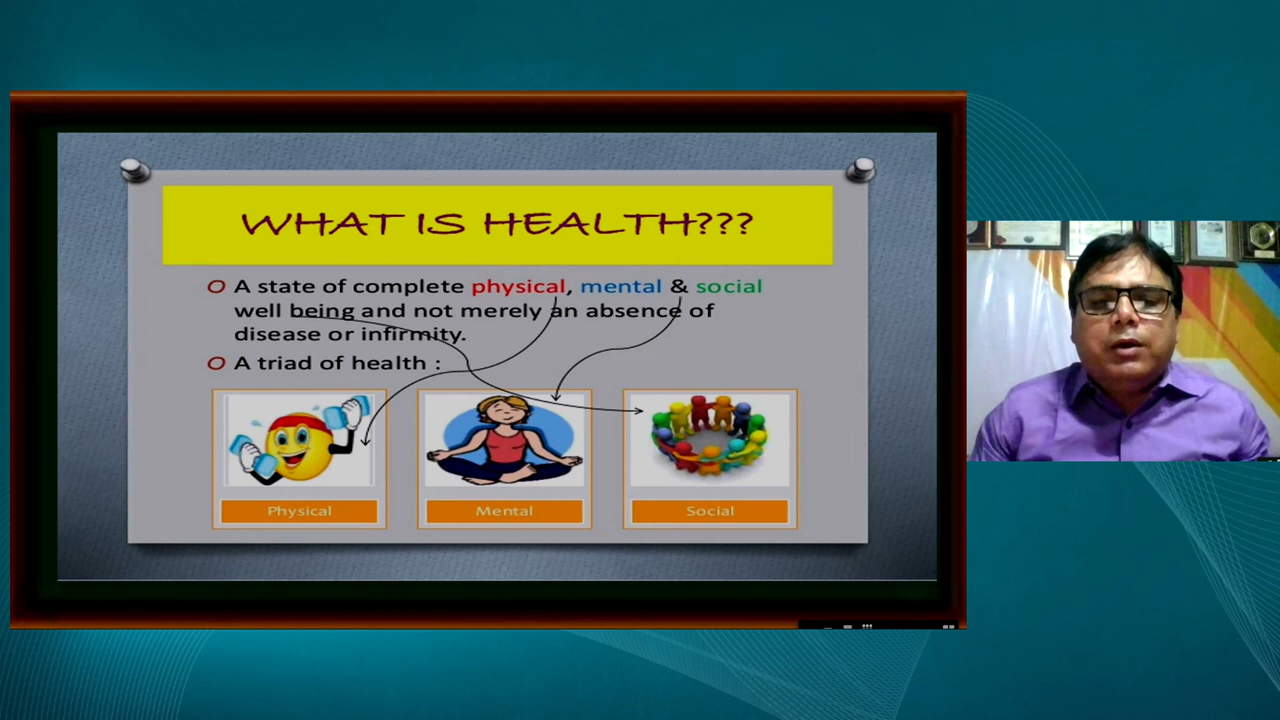 WHAT IS HEALTH???
O A state of complete physical, mental & social
well being and not merely an absence of
disease or infirmity.
O A triad of health :
Physical
Mental
Social